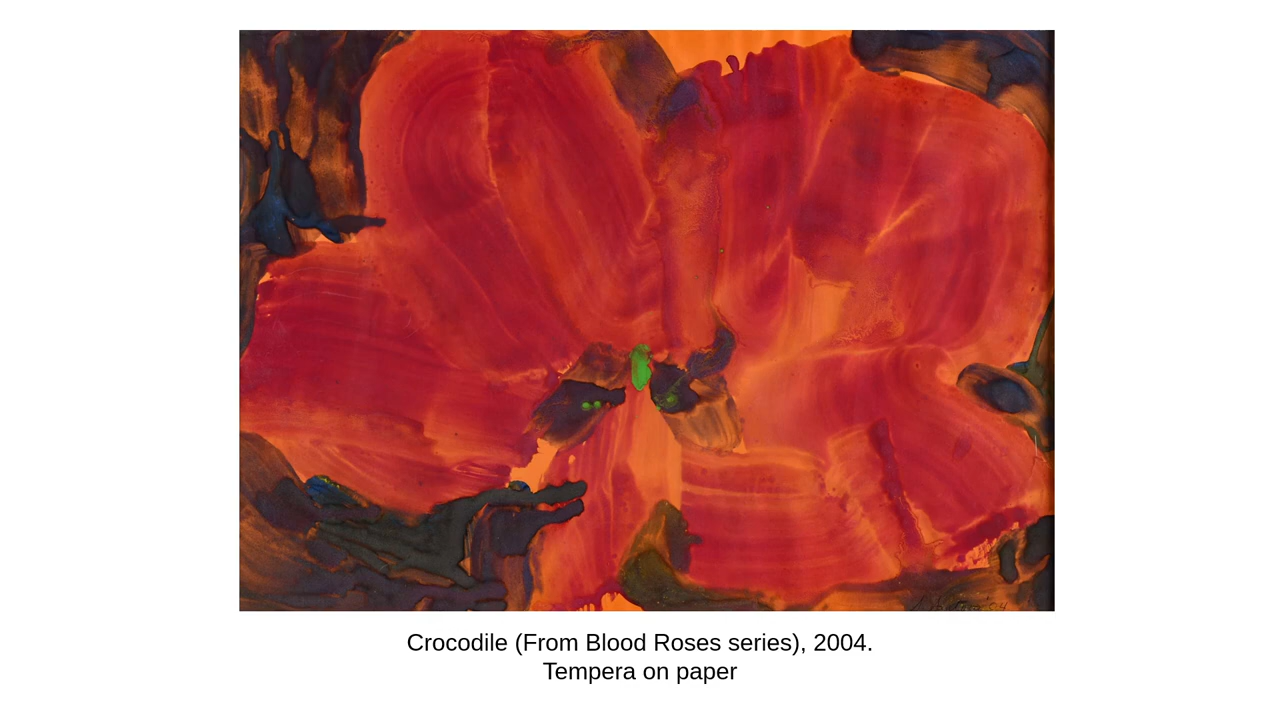 Crocodile (From Blood Roses series), 2004.
Tempera on paper